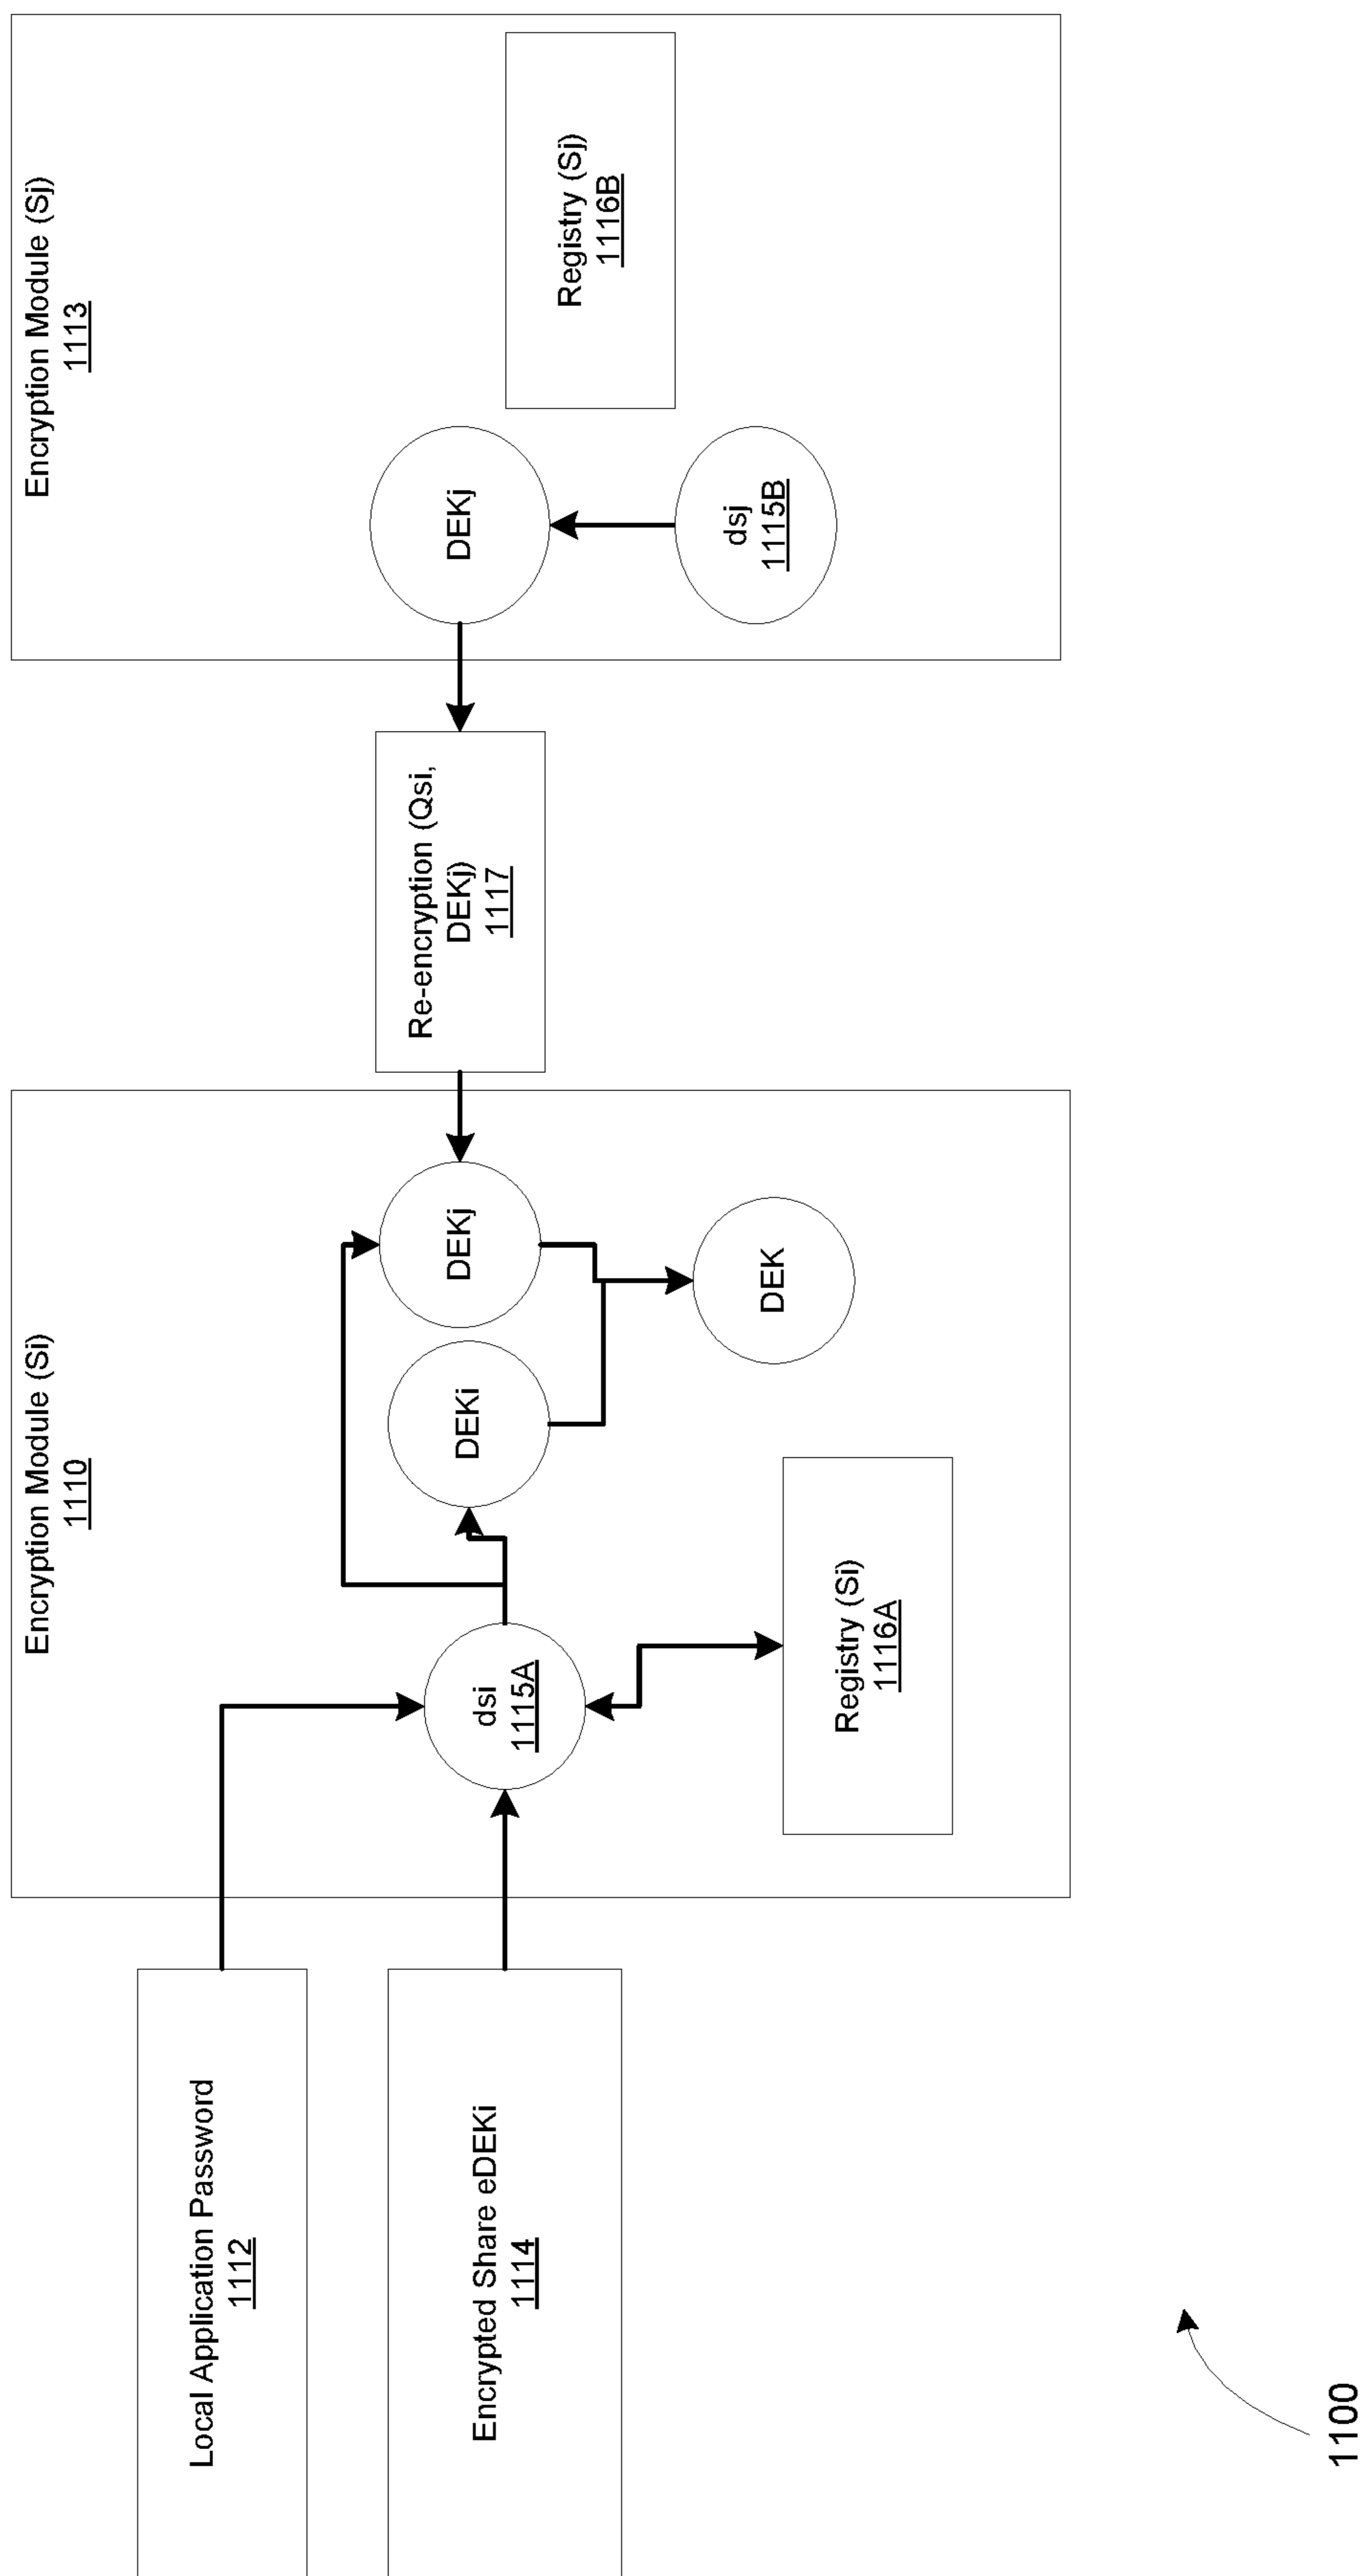 Local Application Password
1112
Encrypted Share eDEKi
1114
Encryption Module (Si)
1110
dsi
1115A
Registry (Si)
1116A
DEKi
DEKj
DEK
Re-encryption (Qsi,
DEKj)
1117
Encryption Module (Sj)
1113
DEKj
dsj
1115B
Registry (Sj)
1116B
1100